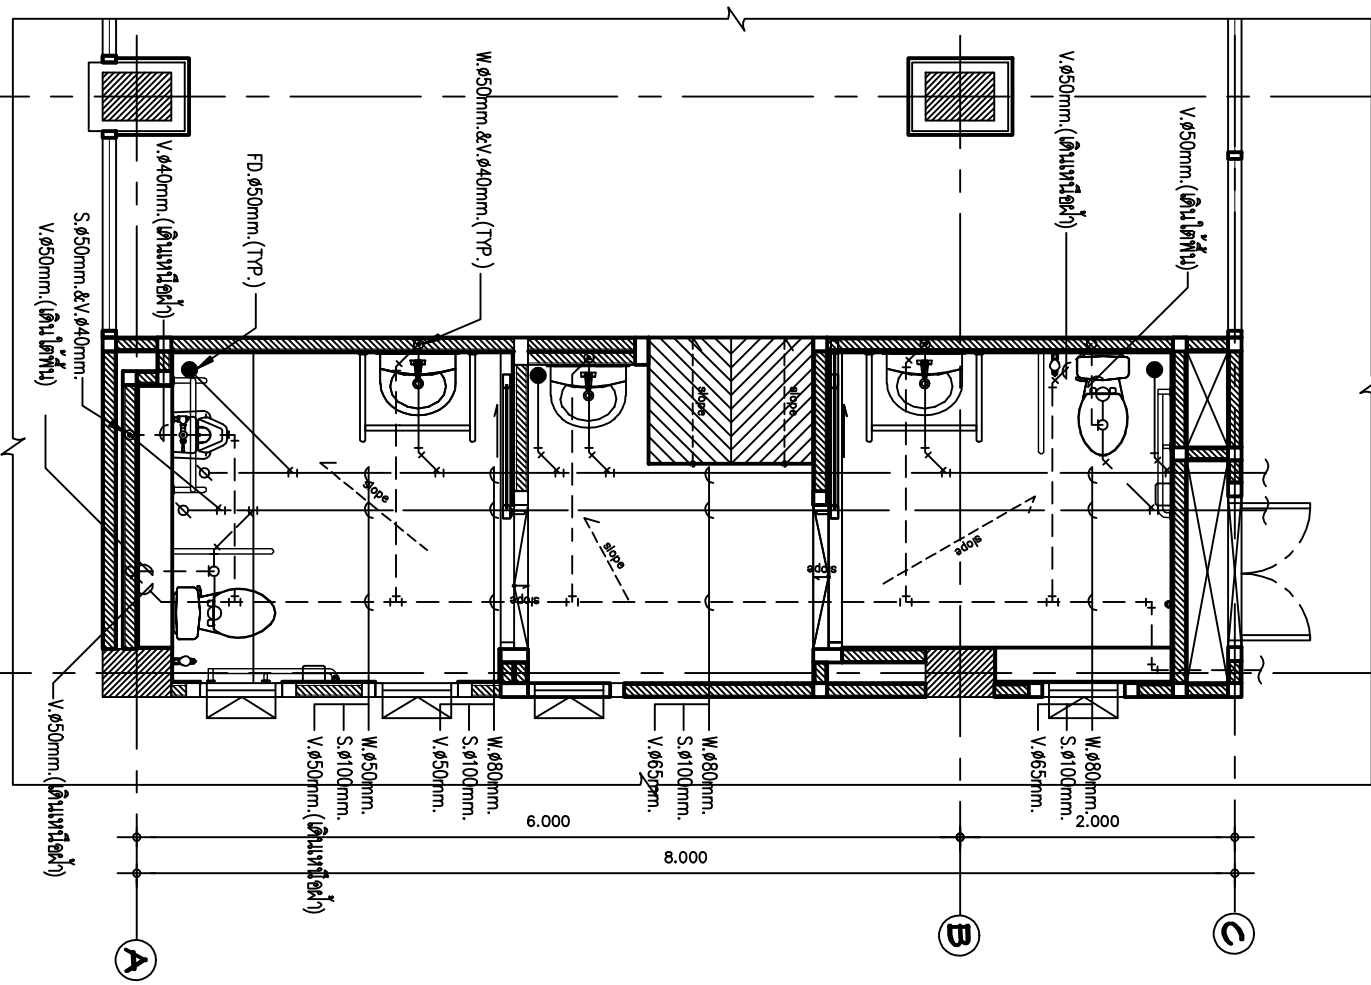 W.ø50mm.&V.ø40mm.(TYP.)
V.ø50mm.(เดินเหนือฝ้า)
V.ø50mm.(เดินใต้พื้น)
FD.ø50mm.(TYP.)
V.ø40mm.(เดินเหนือฝ้า)
S.ø50mm.&V.ø40mm.
V.ø50mm.(เดินใต้พื้น)
slope
slope
slope
slope
slope
slope
slope
V.ø50mm.(เดินเหนือฝ้า)
W.ø50mm.
S.ø100mm.
V.ø50mm.(เดินเหนือฝ้า)
W.ø80mm.
S.ø100mm.
V.ø50mm.
W.ø80mm.
S.ø100mm.
V.ø65mm.
W.ø80mm.
S.ø100mm.
V.ø65mm.
6.000
2.000
8.000
A
B
C